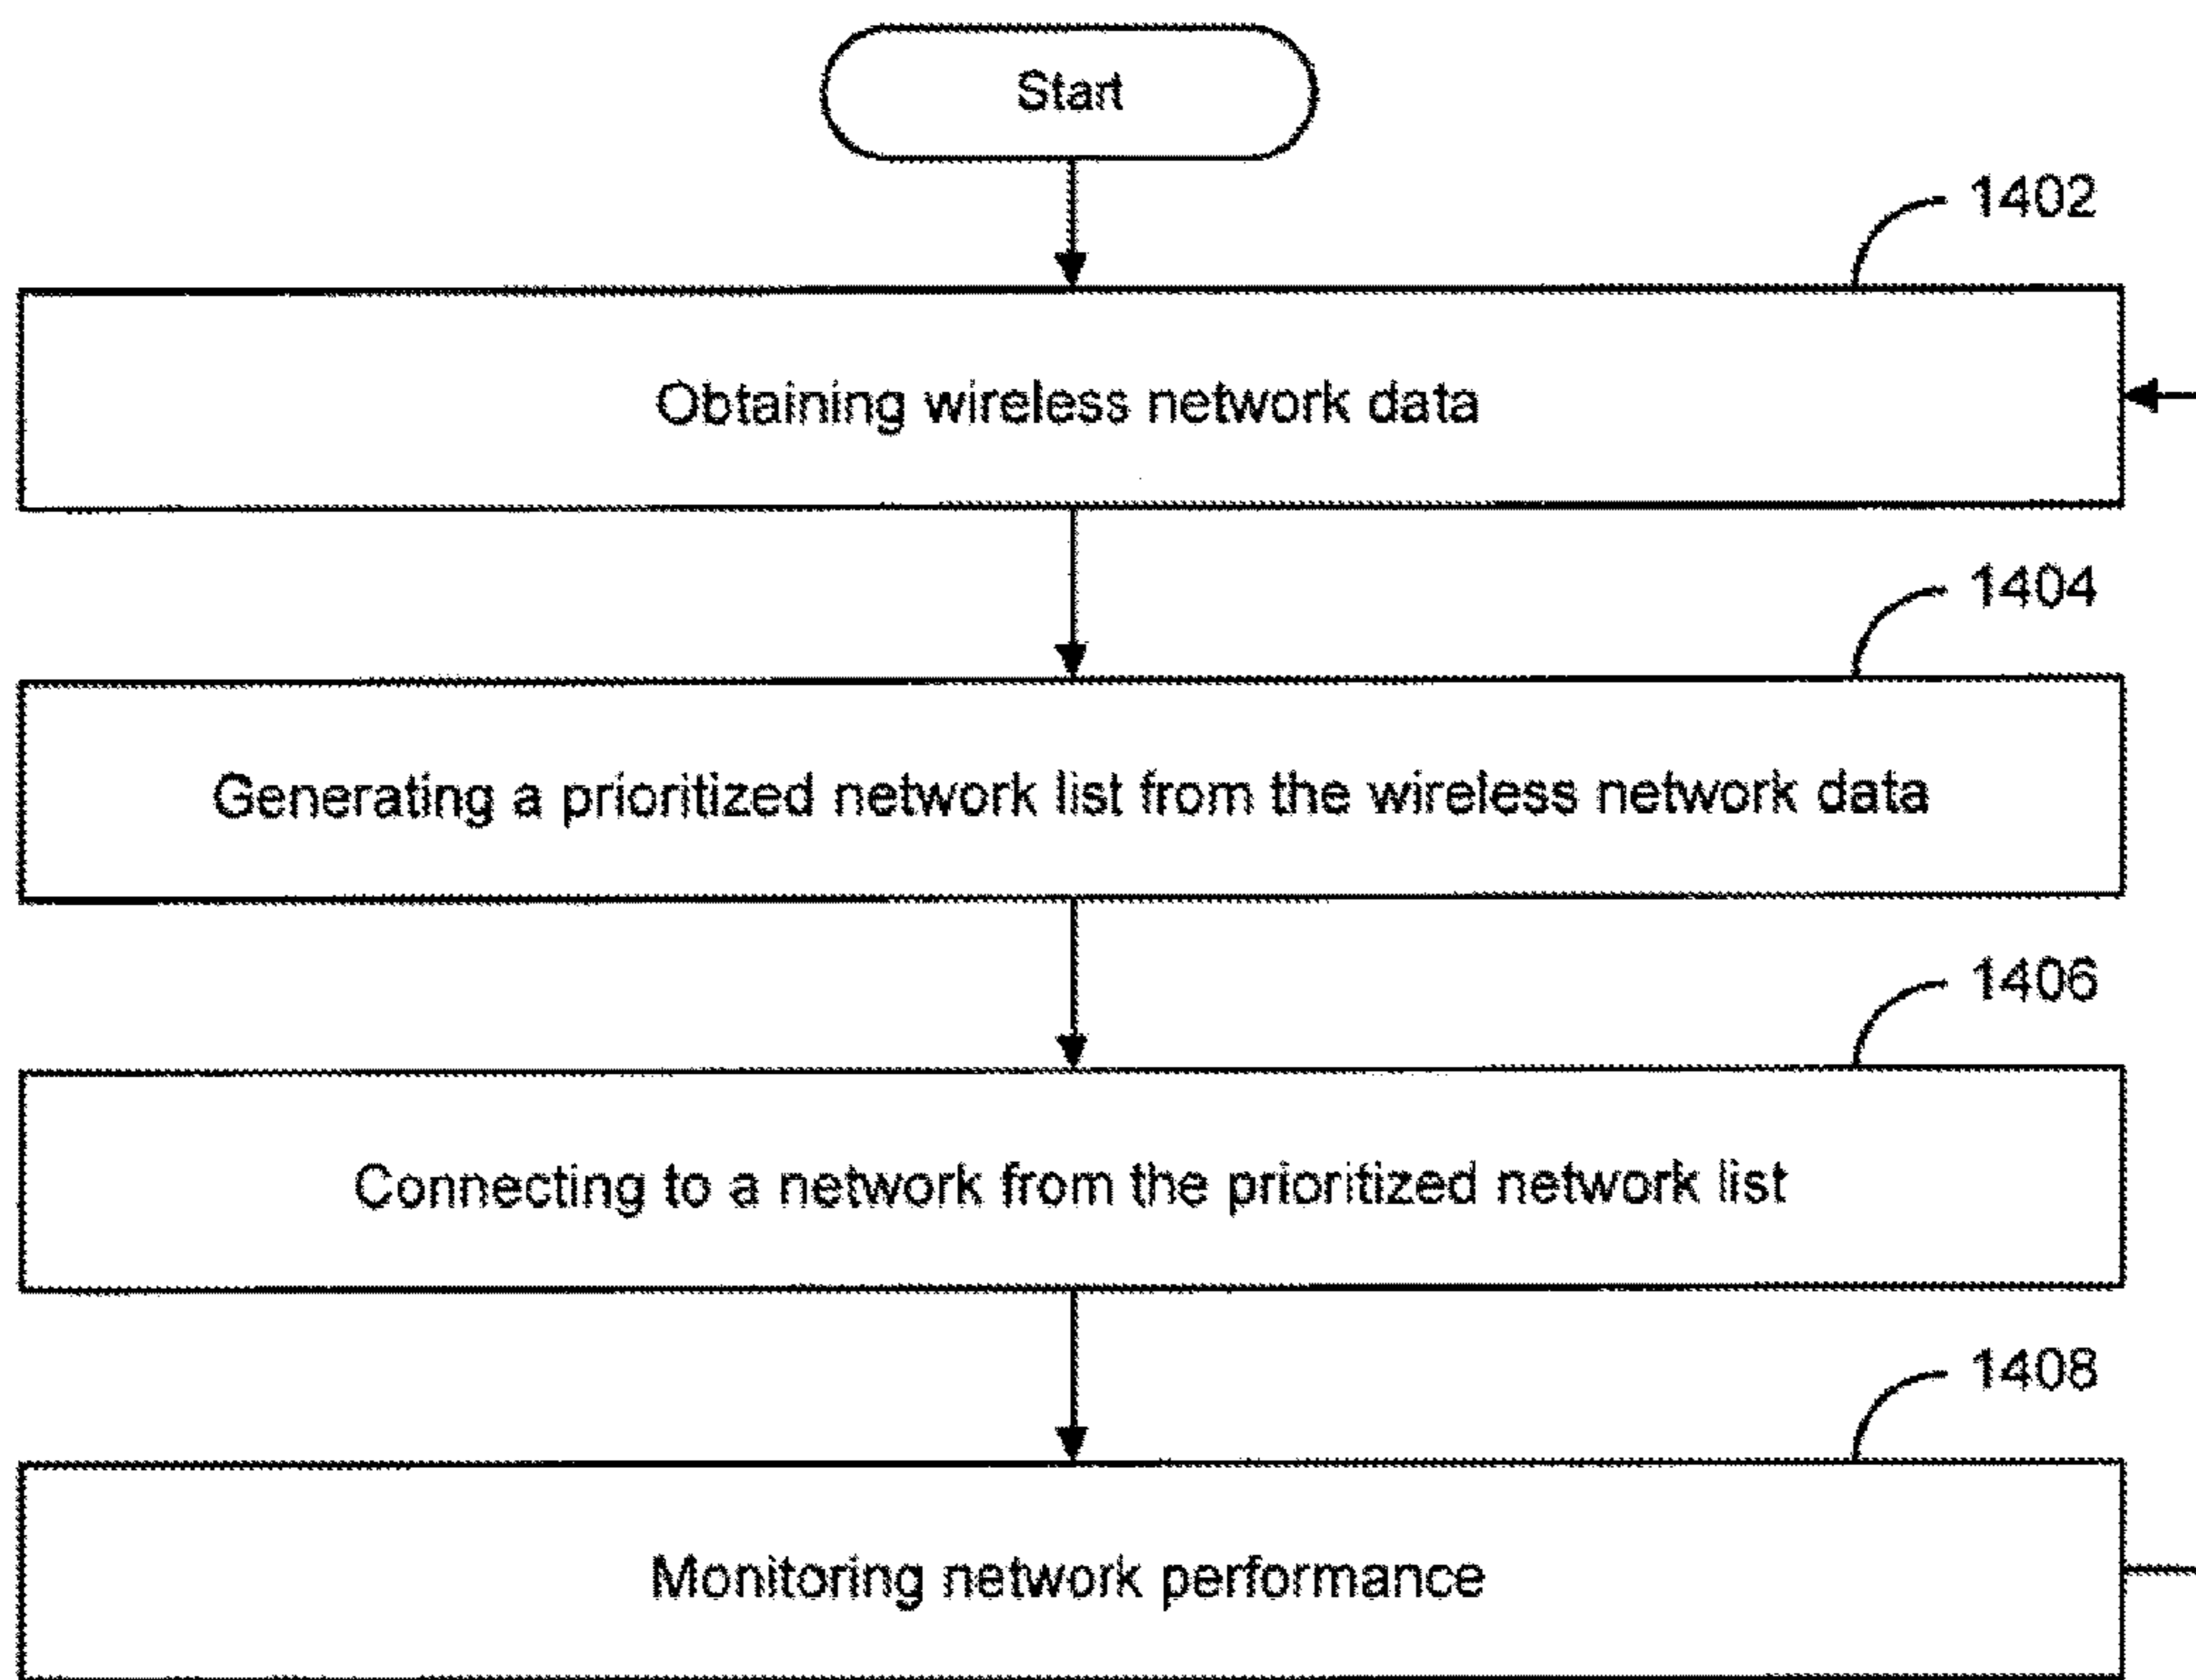 Start
1402
Obtaining wireless network data
1404
Generating a prioritized network list from the wireless network data
1406
Connecting to a network from the prioritized network list
1408
Monitoring network performance